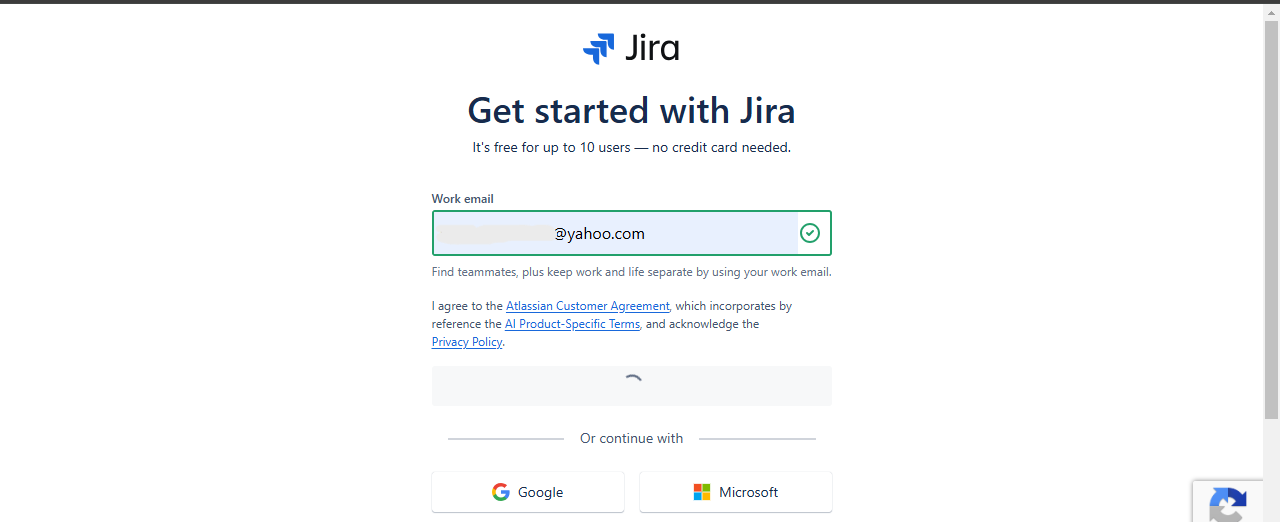 Jira
Get started with Jira
It's free for up to 10 users — no credit card needed.
Work email
@yahoo.com
Find teammates, plus keep work and life separate by using your work email.
I agree to the Atlassian Customer Agreement, which incorporates by
reference the AI Product-Specific Terms, and acknowledge the
Privacy Policy.
Or continue with
Google
Microsoft